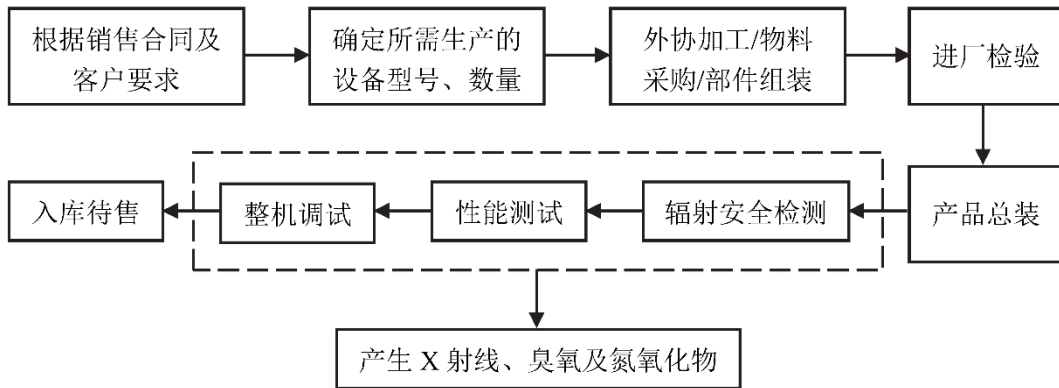 根据销售合同及
客户要求
确定所需生产的
设备型号、数量
外协加工/物料
采购/部件组装
进厂检验
产品总装
辐射安全检测
性能测试
整机调试
入库待售
产生 X 射线、臭氧及氮氧化物